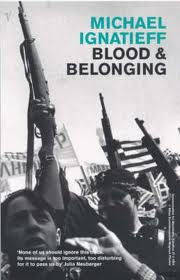 MICHAEL
IGNATIEFF
BLOOD &
BELONGING
'None of us should ignore this
Its message is too important, too disturbing
for it to pass us by' Julia Neuberger